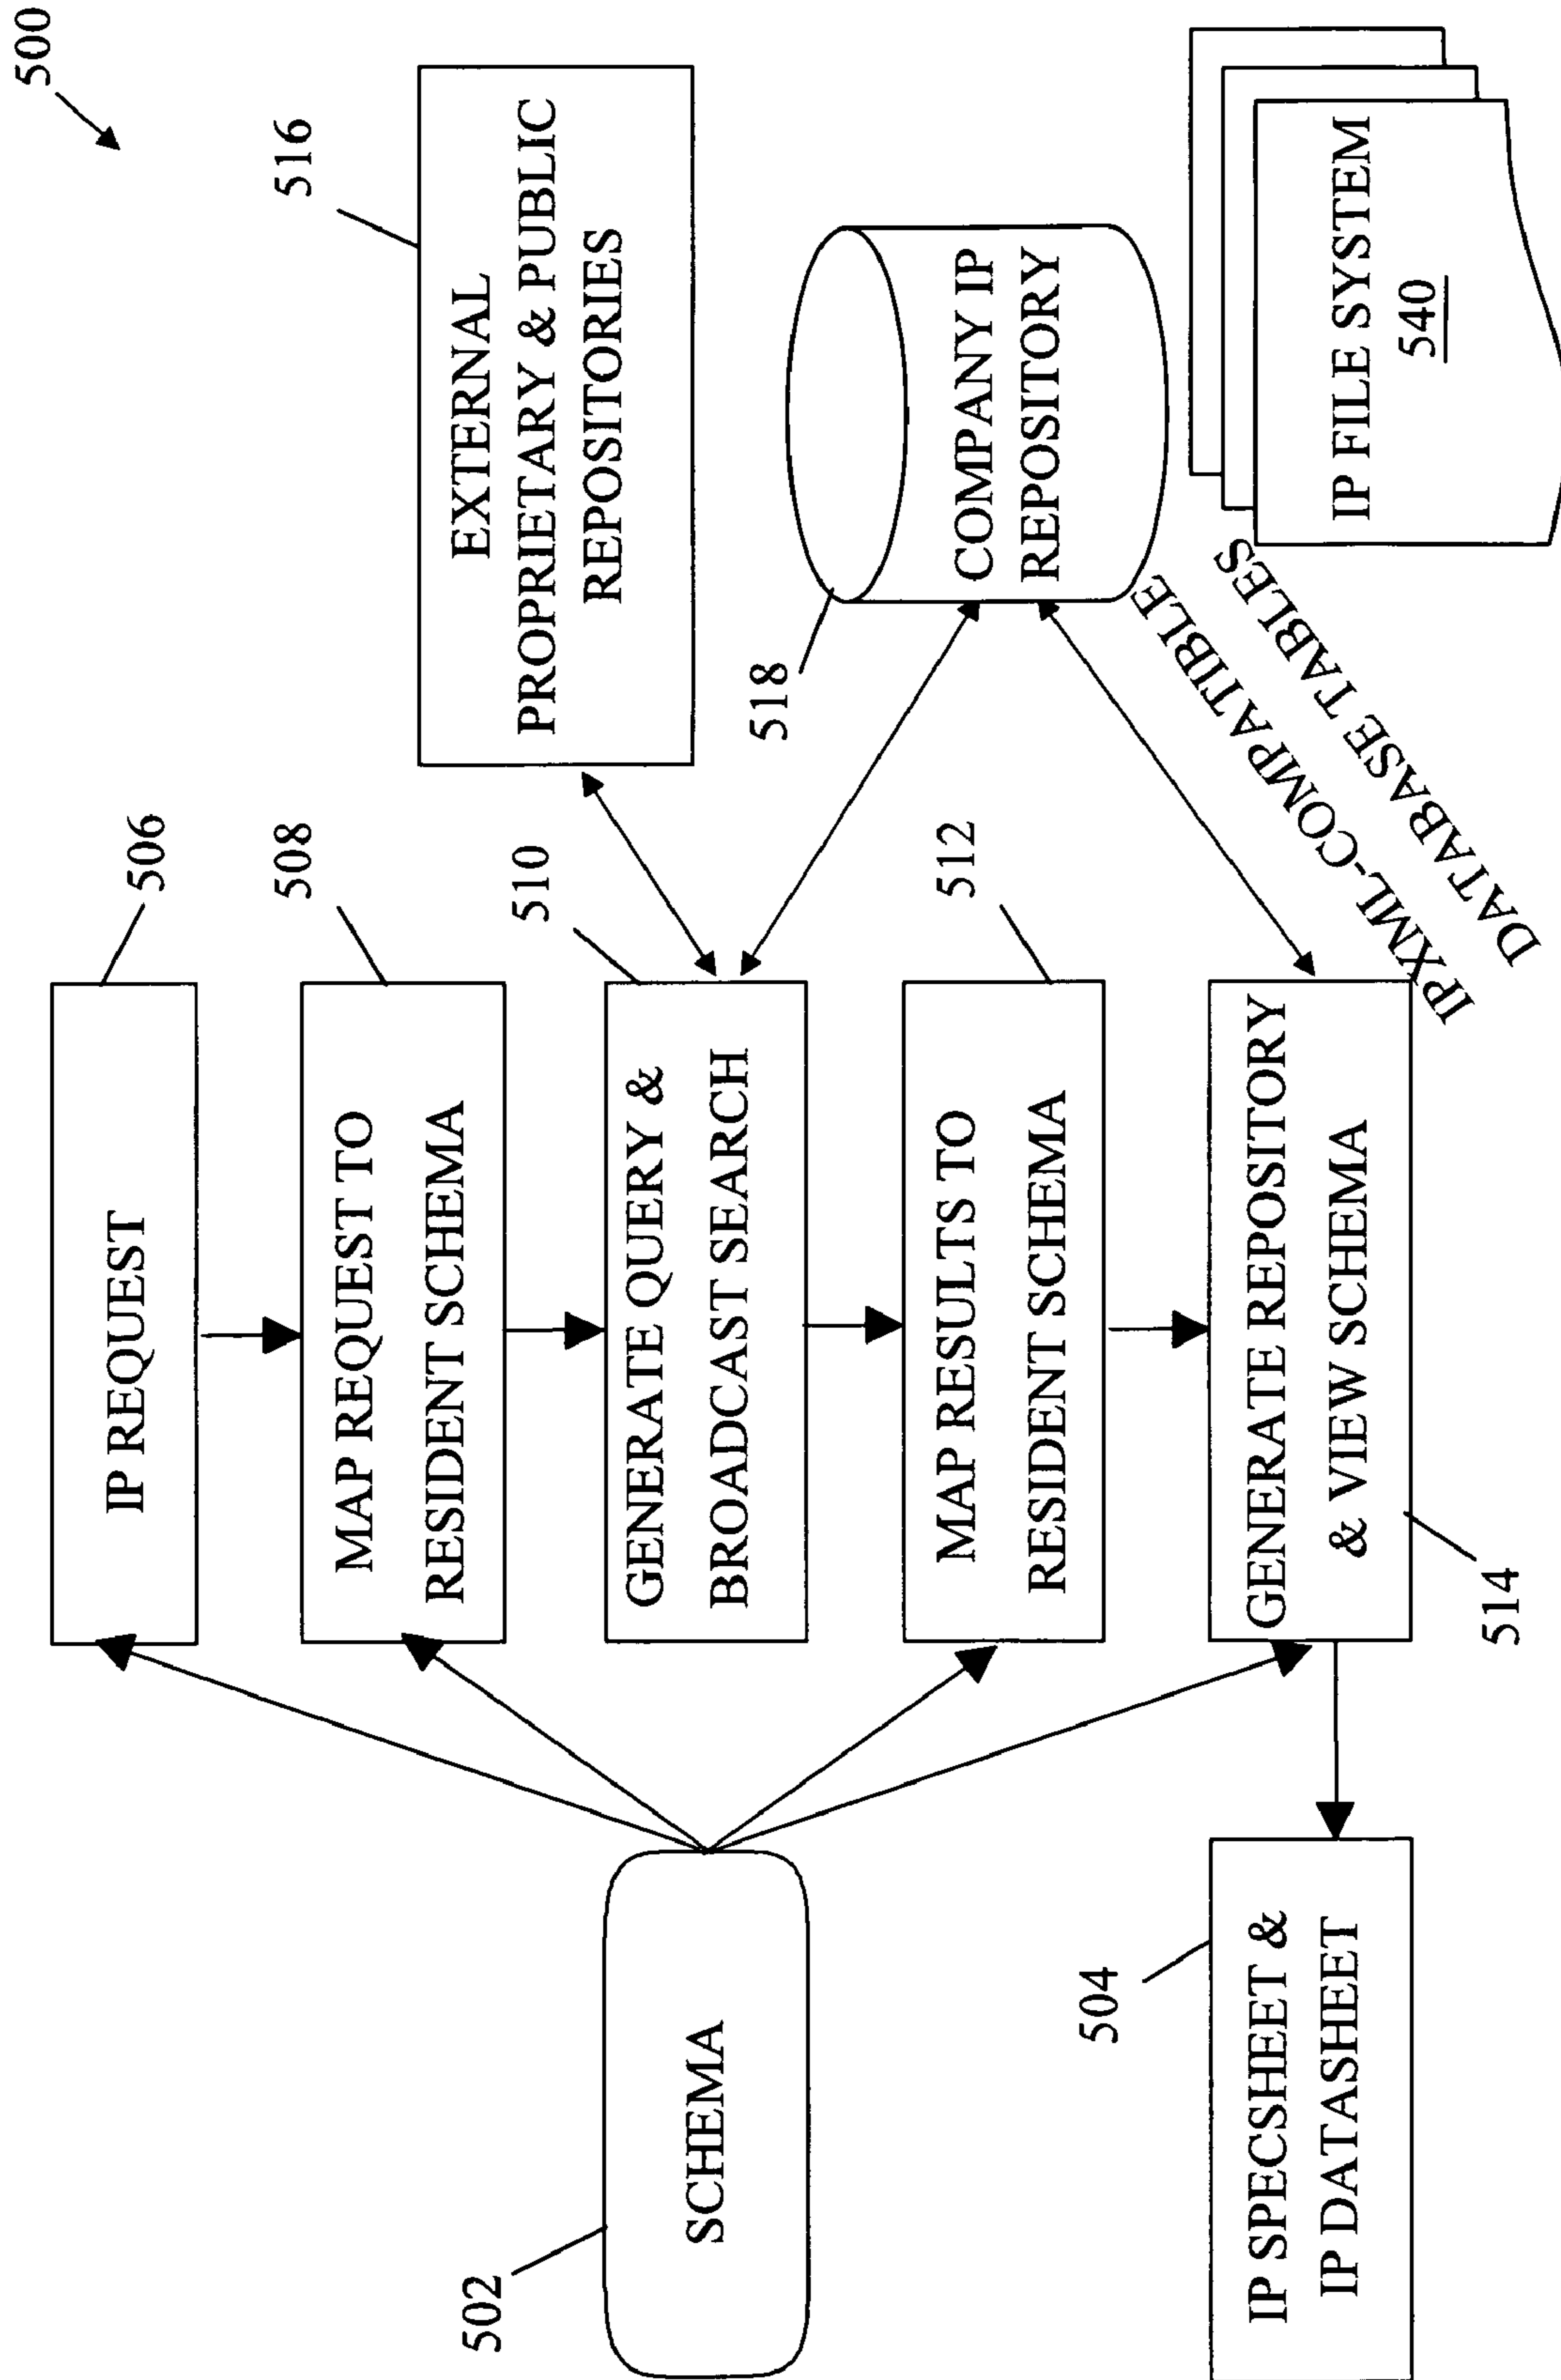 500
IP REQUEST
506
MAP REQUEST TO
RESIDENT SCHEMA
508
GENERATE QUERY &
BROADCAST SEARCH
510
MAP RESULTS TO
RESIDENT SCHEMA
512
GENERATE REPOSITORY
& VIEW SCHEMA
514
SCHEMA
502
IP SPECSHEET &
IP DATASHEET
504
EXTERNAL
PROPRIETARY & PUBLIC
REPOSITORIES
516
COMPANY IP
REPOSITORY
518
IPXML-COMPATIBLE
DATABASE TABLES
IP FILE SYSTEM
540